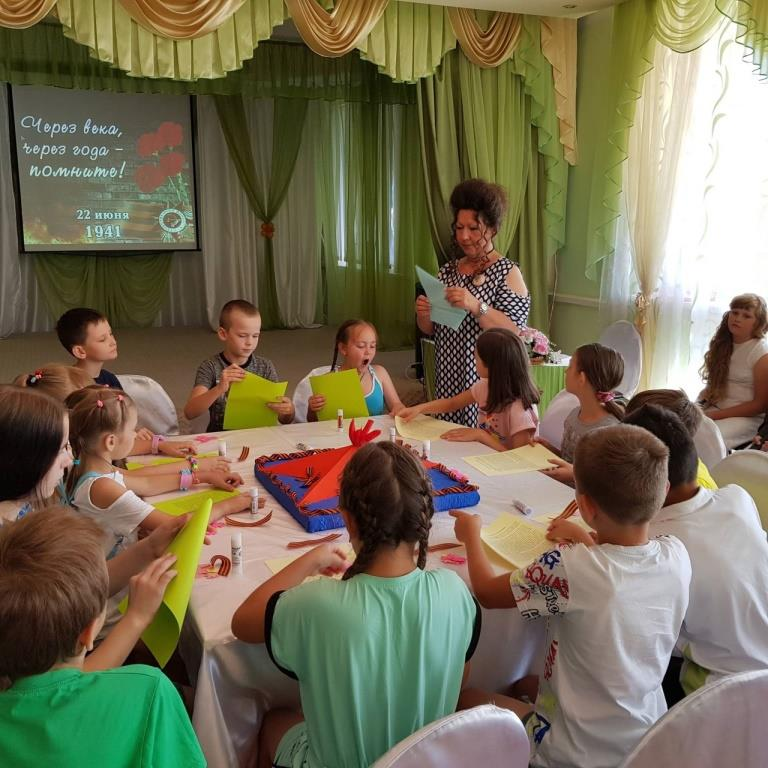 Через века,
через года -
помните!
22 июня
1941